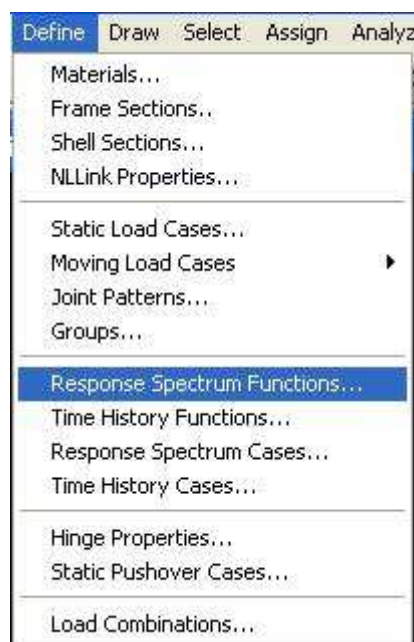 Define Draw Select Assign Analyz
Materials...
Frame Sections..
Shell Sections...
NLLink Properties...
Static Load Cases...
Moving Load Cases
Joint Patterns...
Groups...
Response Spectrum Functions...
Time History Functions...
Response Spectrum Cases...
Time History Cases...
Hinge Properties...
Static Pushover Cases...
Load Combinations...